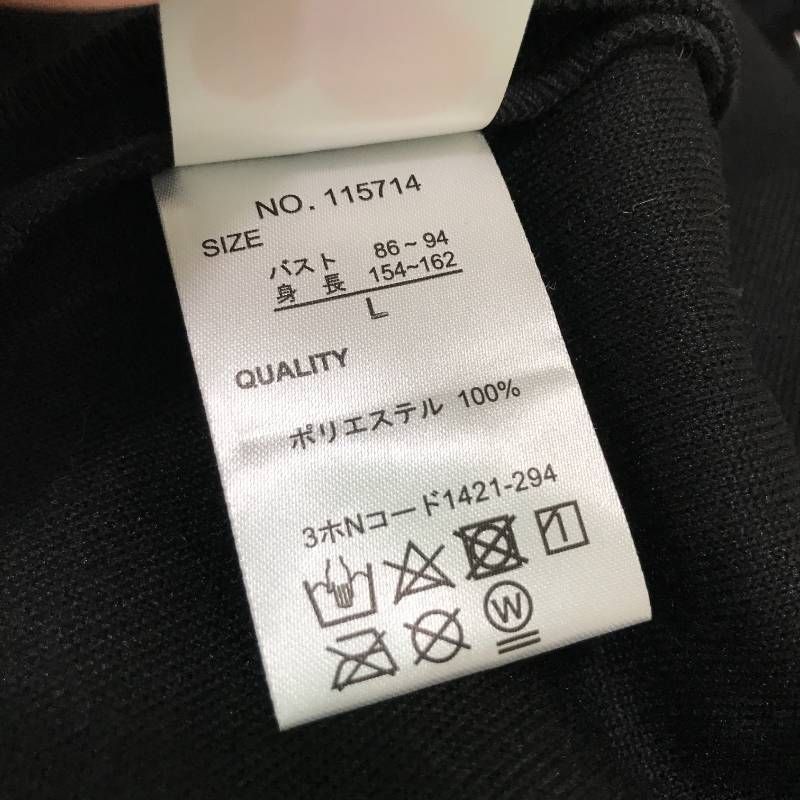 NO. 115714
SIZE
バスト 86~94
身 長 154~162
L
QUALITY
ポリエステル 100%
3ホNコード1421-294
W